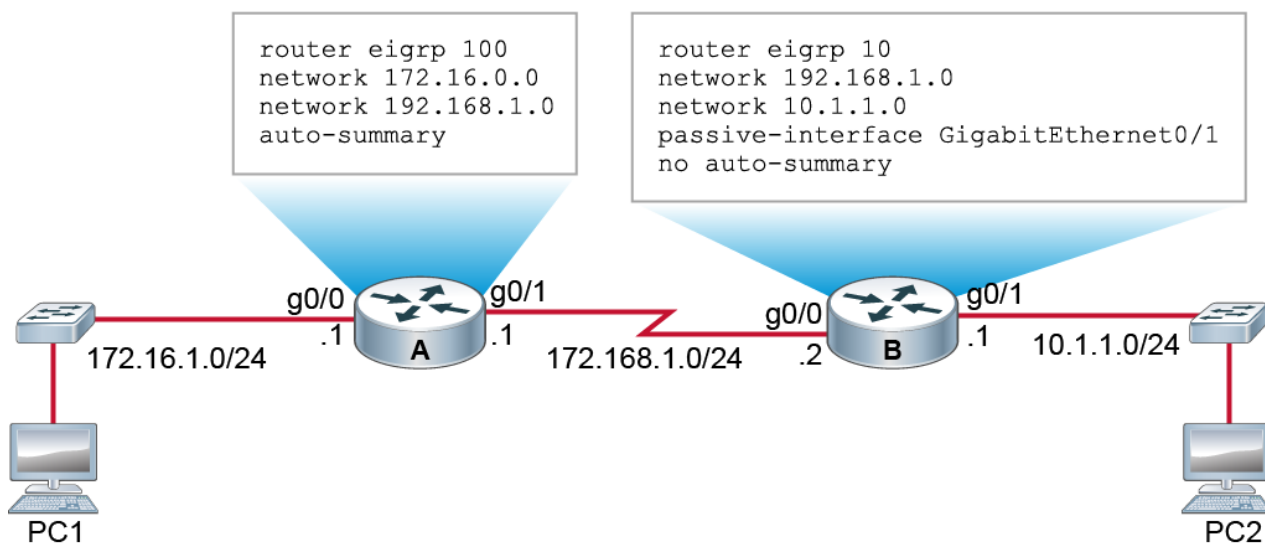 router eigrp 100
network 172.16.0.0
network 192.168.1.0
auto-summary
router eigrp 10
network 192.168.1.0
network 10.1.1.0
passive-interface GigabitEthernet0/1
no auto-summary
g0/0
.1
A
g0/1
.1
172.16.1.0/24
172.168.1.0/24
g0/0
.2
B
g0/1
.1
10.1.1.0/24
PC1
PC2